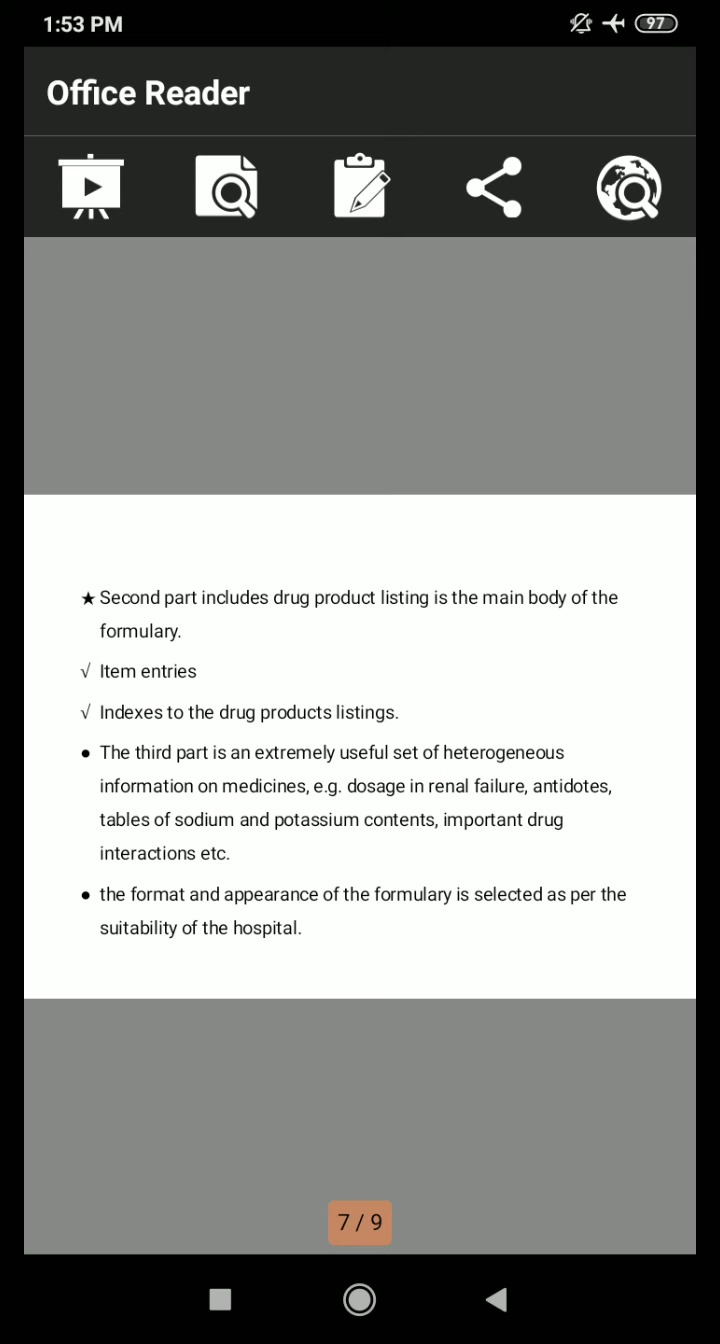 1:53 PM
97
Office Reader
★ Second part includes drug product listing is the main body of the
formulary.
√ Item entries
√ Indexes to the drug products listings.
● The third part is an extremely useful set of heterogeneous
information on medicines, e.g. dosage in renal failure, antidotes,
tables of sodium and potassium contents, important drug
interactions etc.
● the format and appearance of the formulary is selected as per the
suitability of the hospital.
7 / 9